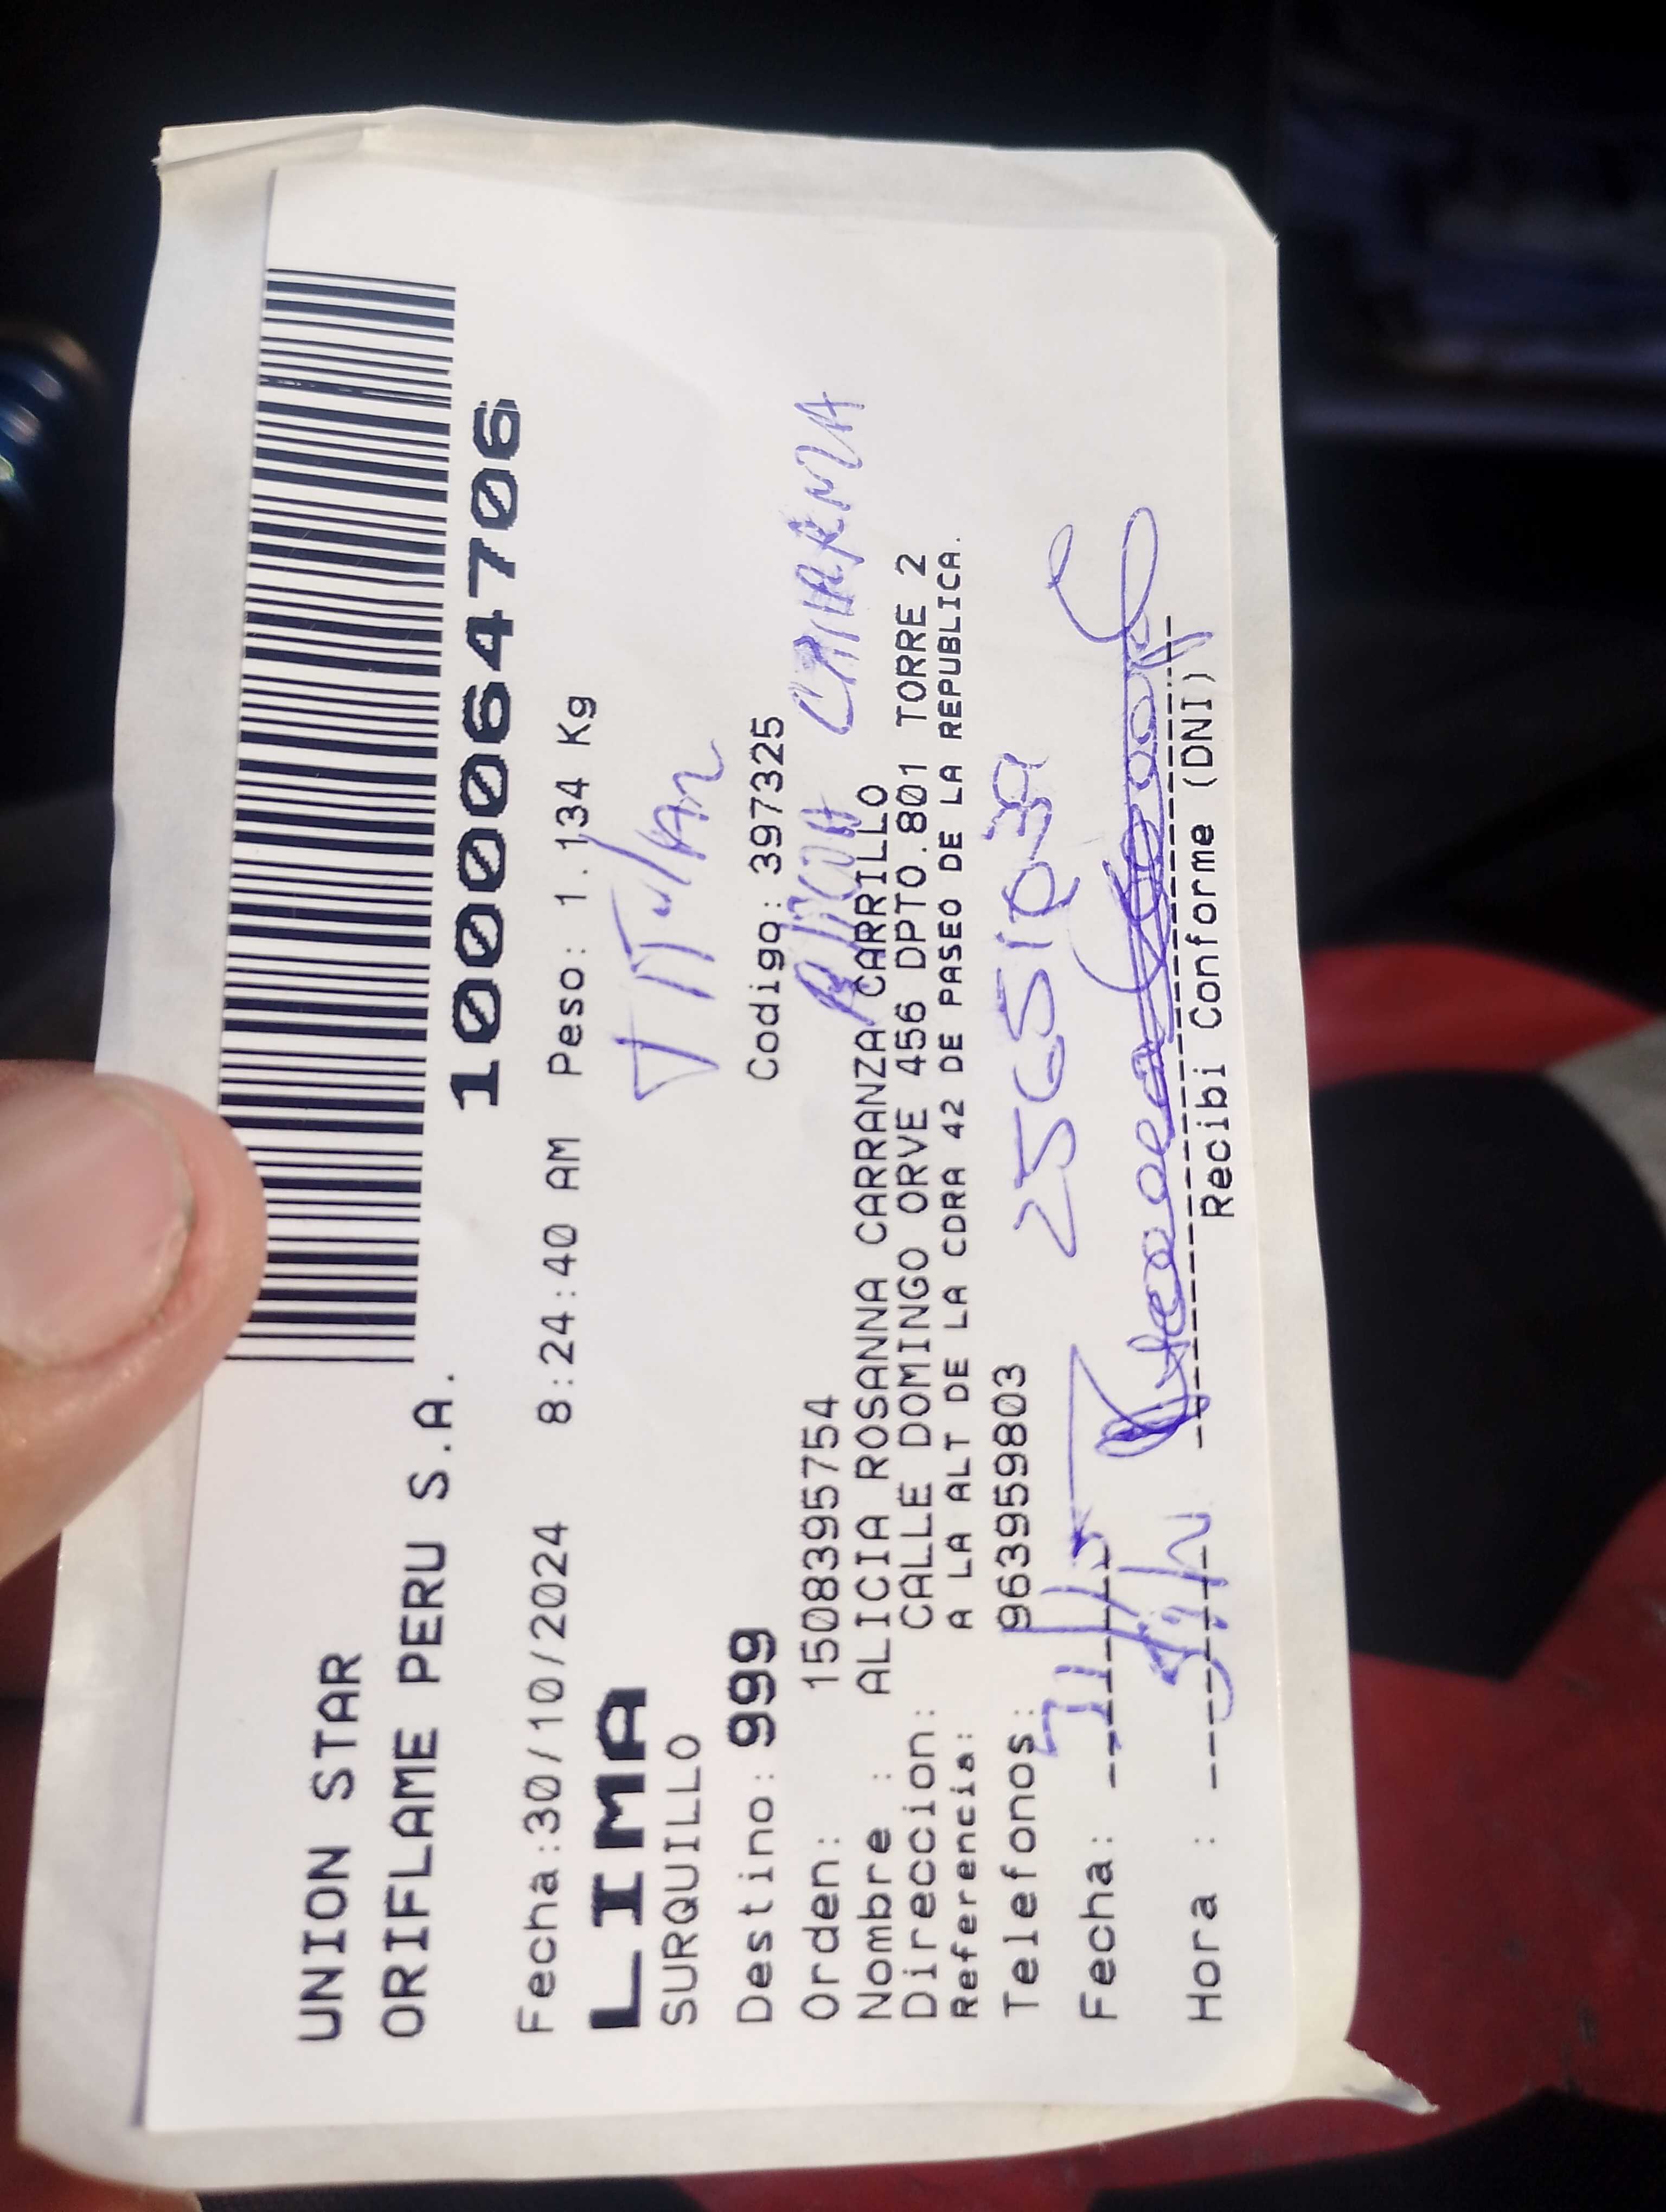 UNION STAR
ORIFLAME PERU S.A.
1000064706
Fecha:30/10/2024 8:24:40 AM Peso: 1.134 Kg
LIMA
SURQUILLO
TITULAR
Destino: 999 Codigo: 397325
Orden: 1508395754
Nombre : ALICIA ROSANNA CARRANZA CARRILLO
Direccion: CALLE DOMINGO ORVE 456 DPTO.801 TORRE 2
Referencia: A LA ALT DE LA CDRA 42 DE PASEO DE LA REPUBLICA.
Telefonos: 963959803
Fecha:
Hora :
Recibi Conforme (DNI)